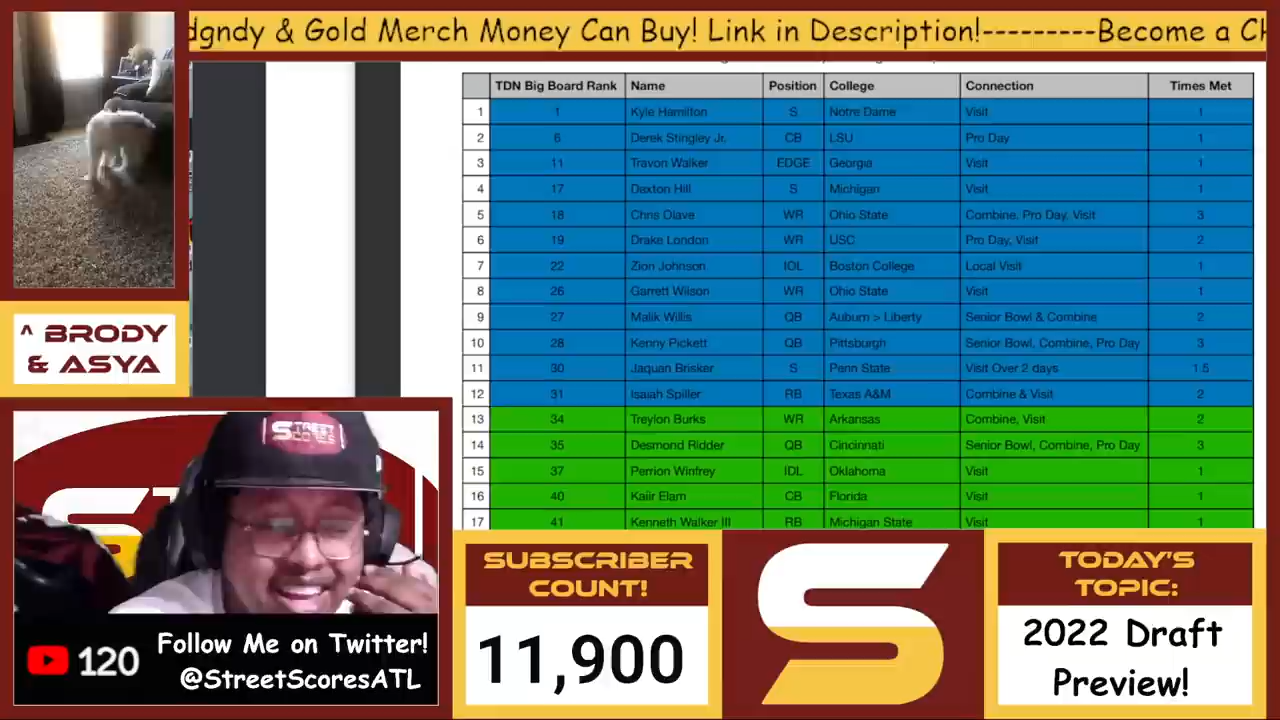 dgndy & Gold Merch Money Can Buy! Link in Description!---------Become a Ch
TDN Big Board Rank Name Position College Connection Times Met
1 1 Kyle Hamilton S Notre Dame Visit 1
2 6 Derek Stingley Jr. CB LSU Pro Day 1
3 11 Travon Walker EDGE Georgia Visit 1
4 17 Daxton Hill S Michigan Visit 1
5 18 Chris Olave WR Ohio State Combine, Pro Day, Visit 3
6 19 Drake London WR USC Pro Day, Visit 2
7 22 Zion Johnson IOL Boston College Local Visit 1
8 26 Garrett Wilson WR Ohio State Visit 1
9 27 Malik Willis QB Auburn > Liberty Senior Bowl & Combine 2
10 28 Kenny Pickett QB Pittsburgh Senior Bowl, Combine, Pro Day 3
11 30 Jaquan Brisker S Penn State Visit Over 2 days 1.5
12 31 Isaiah Spiller RB Texas A&M Combine & Visit 2
13 34 Treylon Burks WR Arkansas Combine, Visit 2
14 35 Desmond Ridder QB Cincinnati Senior Bowl, Combine, Pro Day 3
15 37 Perrion Winfrey IDL Oklahoma Visit 1
16 40 Kaiir Elam CB Florida Visit 1
17 41 Kenneth Walker III RB Michigan State Visit 1
^ BRODY
& ASYA
STREET
SCORES
ST
120
Follow Me on Twitter!
@StreetScoresATL
SUBSCRIBER
COUNT!
11,900
S
TODAY'S
TOPIC:
2022 Draft
Preview!